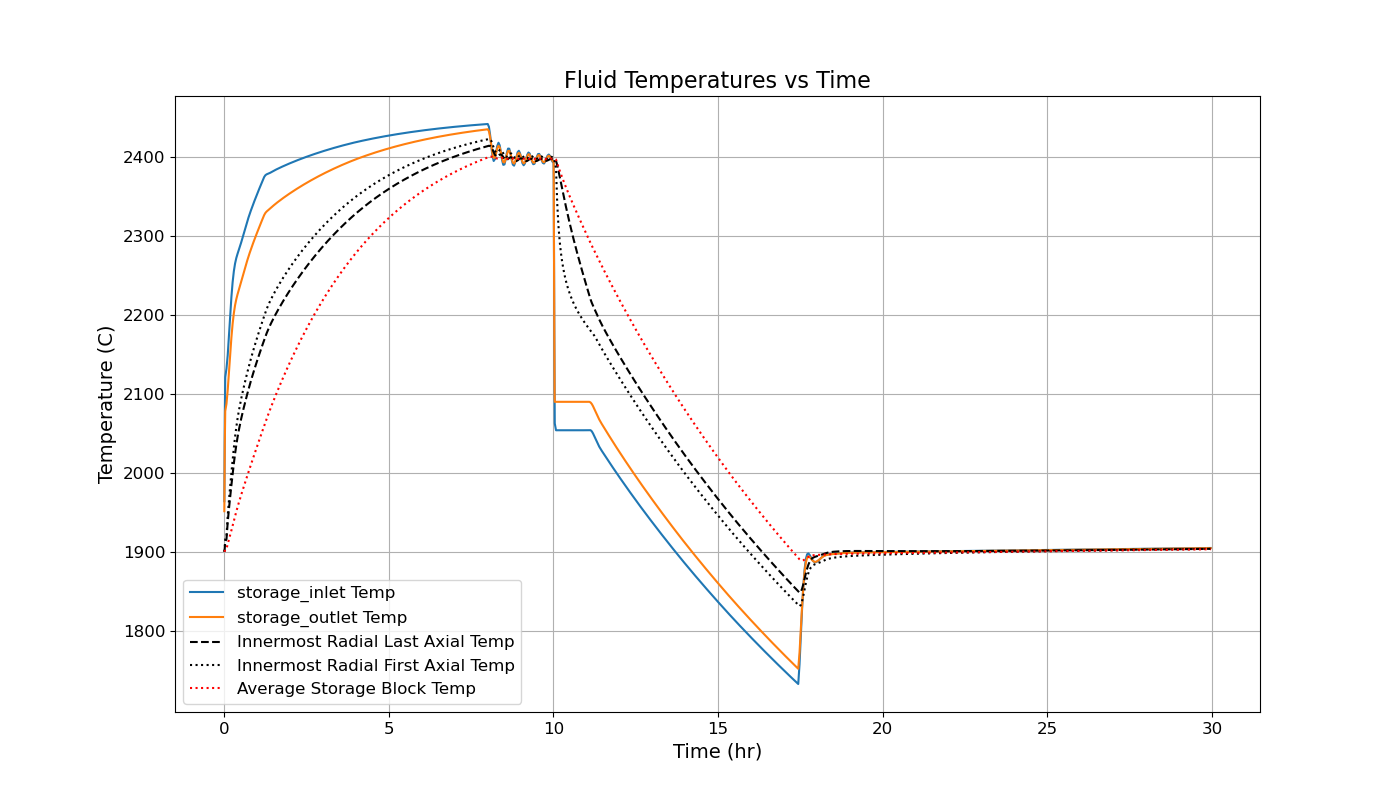 Fluid Temperatures vs Time
Temperature (C)
2400
2300
2200
2100
2000
1900
1800
storage_inlet Temp
storage_outlet Temp
Innermost Radial Last Axial Temp
Innermost Radial First Axial Temp
Average Storage Block Temp
0 5 10 15 20 25 30
Time (hr)